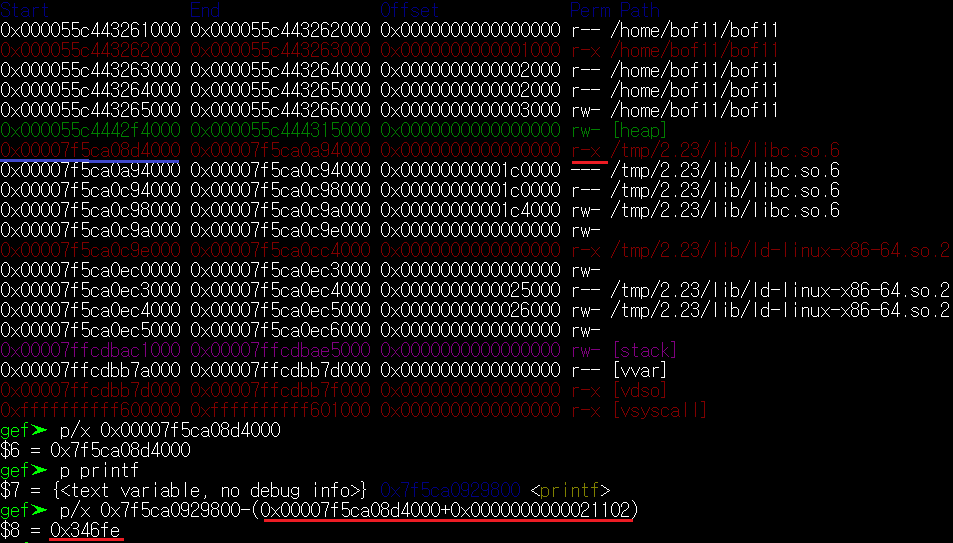 Start End Offset Perm Path
0x000055c443261000 0x000055c443262000 0x0000000000000000 r-- /home/bof11/bof11
0x000055c443262000 0x000055c443263000 0x0000000000001000 r-x /home/bof11/bof11
0x000055c443263000 0x000055c443264000 0x0000000000002000 r-- /home/bof11/bof11
0x000055c443264000 0x000055c443265000 0x0000000000002000 r-- /home/bof11/bof11
0x000055c443265000 0x000055c443266000 0x0000000000003000 rw- /home/bof11/bof11
0x000055c4442f4000 0x000055c444315000 0x0000000000000000 rw- [heap]
0x00007f5ca08d4000 0x00007f5ca0a94000 0x0000000000000000 r-x /tmp/2.23/lib/libc.so.6
0x00007f5ca0a94000 0x00007f5ca0c94000 0x00000000001c0000 --- /tmp/2.23/lib/libc.so.6
0x00007f5ca0c94000 0x00007f5ca0c98000 0x00000000001c0000 r-- /tmp/2.23/lib/libc.so.6
0x00007f5ca0c98000 0x00007f5ca0c9a000 0x00000000001c4000 rw- /tmp/2.23/lib/libc.so.6
0x00007f5ca0c9a000 0x00007f5ca0c9e000 0x0000000000000000 rw-
0x00007f5ca0c9e000 0x00007f5ca0cc4000 0x0000000000000000 r-x /tmp/2.23/lib/ld-linux-x86-64.so.2
0x00007f5ca0ec0000 0x00007f5ca0ec3000 0x0000000000000000 rw-
0x00007f5ca0ec3000 0x00007f5ca0ec4000 0x0000000000025000 r-- /tmp/2.23/lib/ld-linux-x86-64.so.2
0x00007f5ca0ec4000 0x00007f5ca0ec5000 0x0000000000026000 rw- /tmp/2.23/lib/ld-linux-x86-64.so.2
0x00007f5ca0ec5000 0x00007f5ca0ec6000 0x0000000000000000 rw-
0x00007ffcdbac1000 0x00007ffcdbae5000 0x0000000000000000 rw- [stack]
0x00007ffcdbb7a000 0x00007ffcdbb7d000 0x0000000000000000 r-- [vvar]
0x00007ffcdbb7d000 0x00007ffcdbb7f000 0x0000000000000000 r-x [vdso]
0xffffffffff600000 0xffffffffff601000 0x0000000000000000 r-x [vsyscall]
gef➤ p/x 0x00007f5ca08d4000
$6 = 0x7f5ca08d4000
gef➤ p printf
$7 = {<text variable, no debug info>} 0x7f5ca0929800 <printf>
gef➤ p/x 0x7f5ca0929800-(0x00007f5ca08d4000+0x0000000000021102)
$8 = 0x346fe